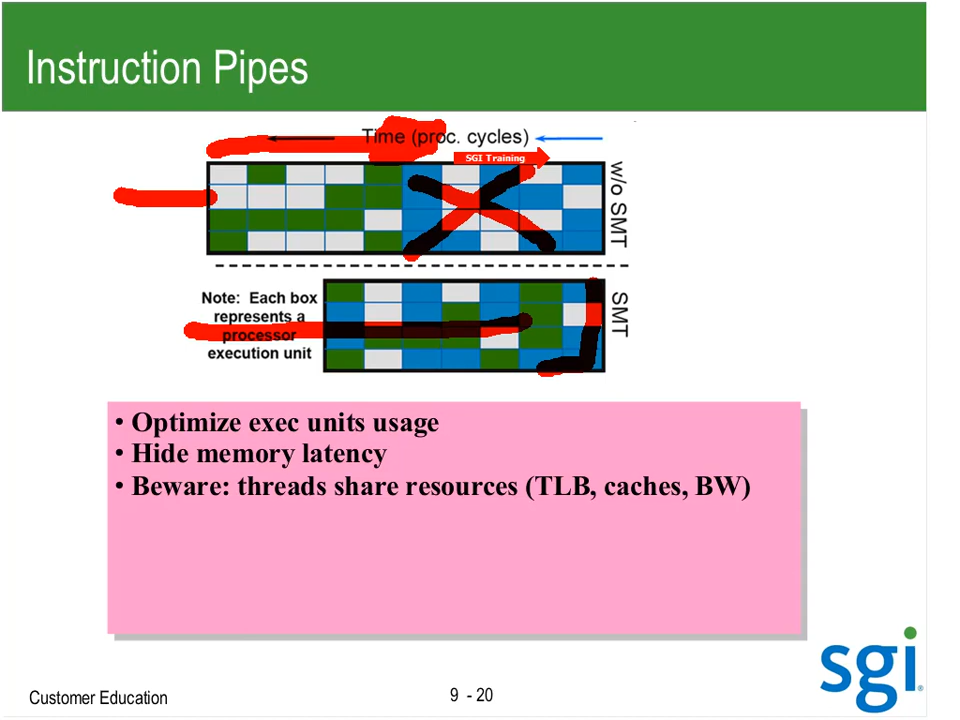 Instruction Pipes
Time (proc. cycles)
SGI Training
w/o SMT
Note: Each box
represents a
processor
execution unit
SMT
• Optimize exec units usage
• Hide memory latency
• Beware: threads share resources (TLB, caches, BW)
Customer Education
9 - 20
sgi